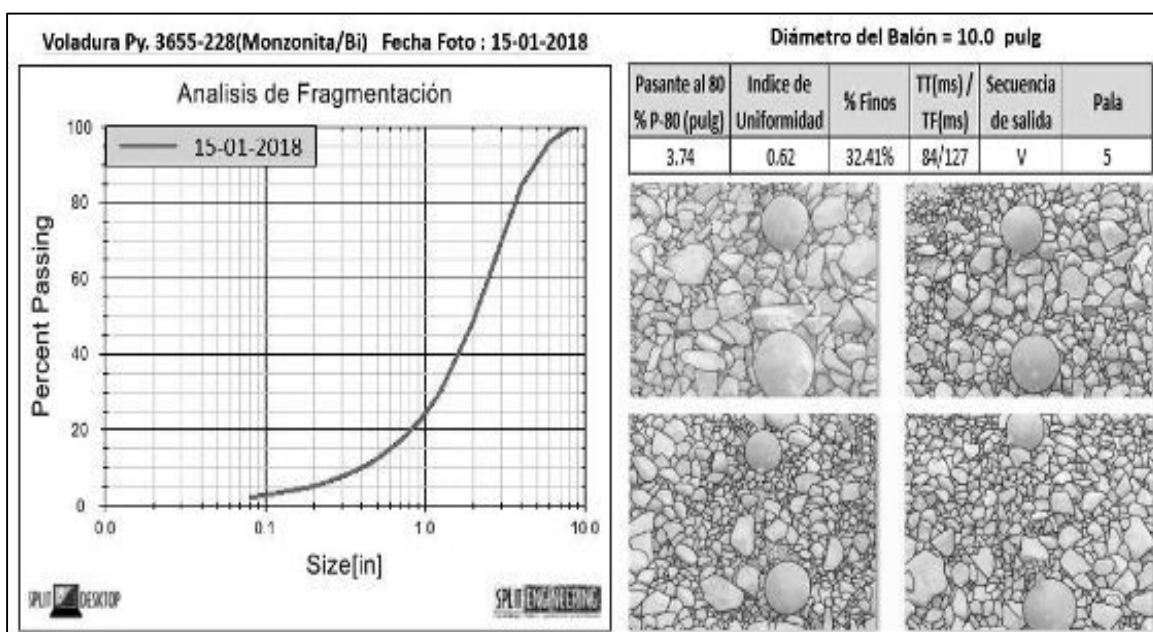 Voladura Py. 3655-228(Monzonita/Bi) Fecha Foto : 15-01-2018
Analisis de Fragmentación
15-01-2018
Percent Passing
100
80
60
40
20
0
0.0
0.1
1.0
10.0
Size[in]
SPLIT DESKTOP
SPLIT ENGINEERING
Diámetro del Balón = 10.0 pulg
Pasante al 80 % P-80 (pulg)
Indice de Uniformidad
% Finos
TT(ms) / TF(ms)
Secuencia de salida
Pala
3.74 0.62 32.41% 84/127 V 5